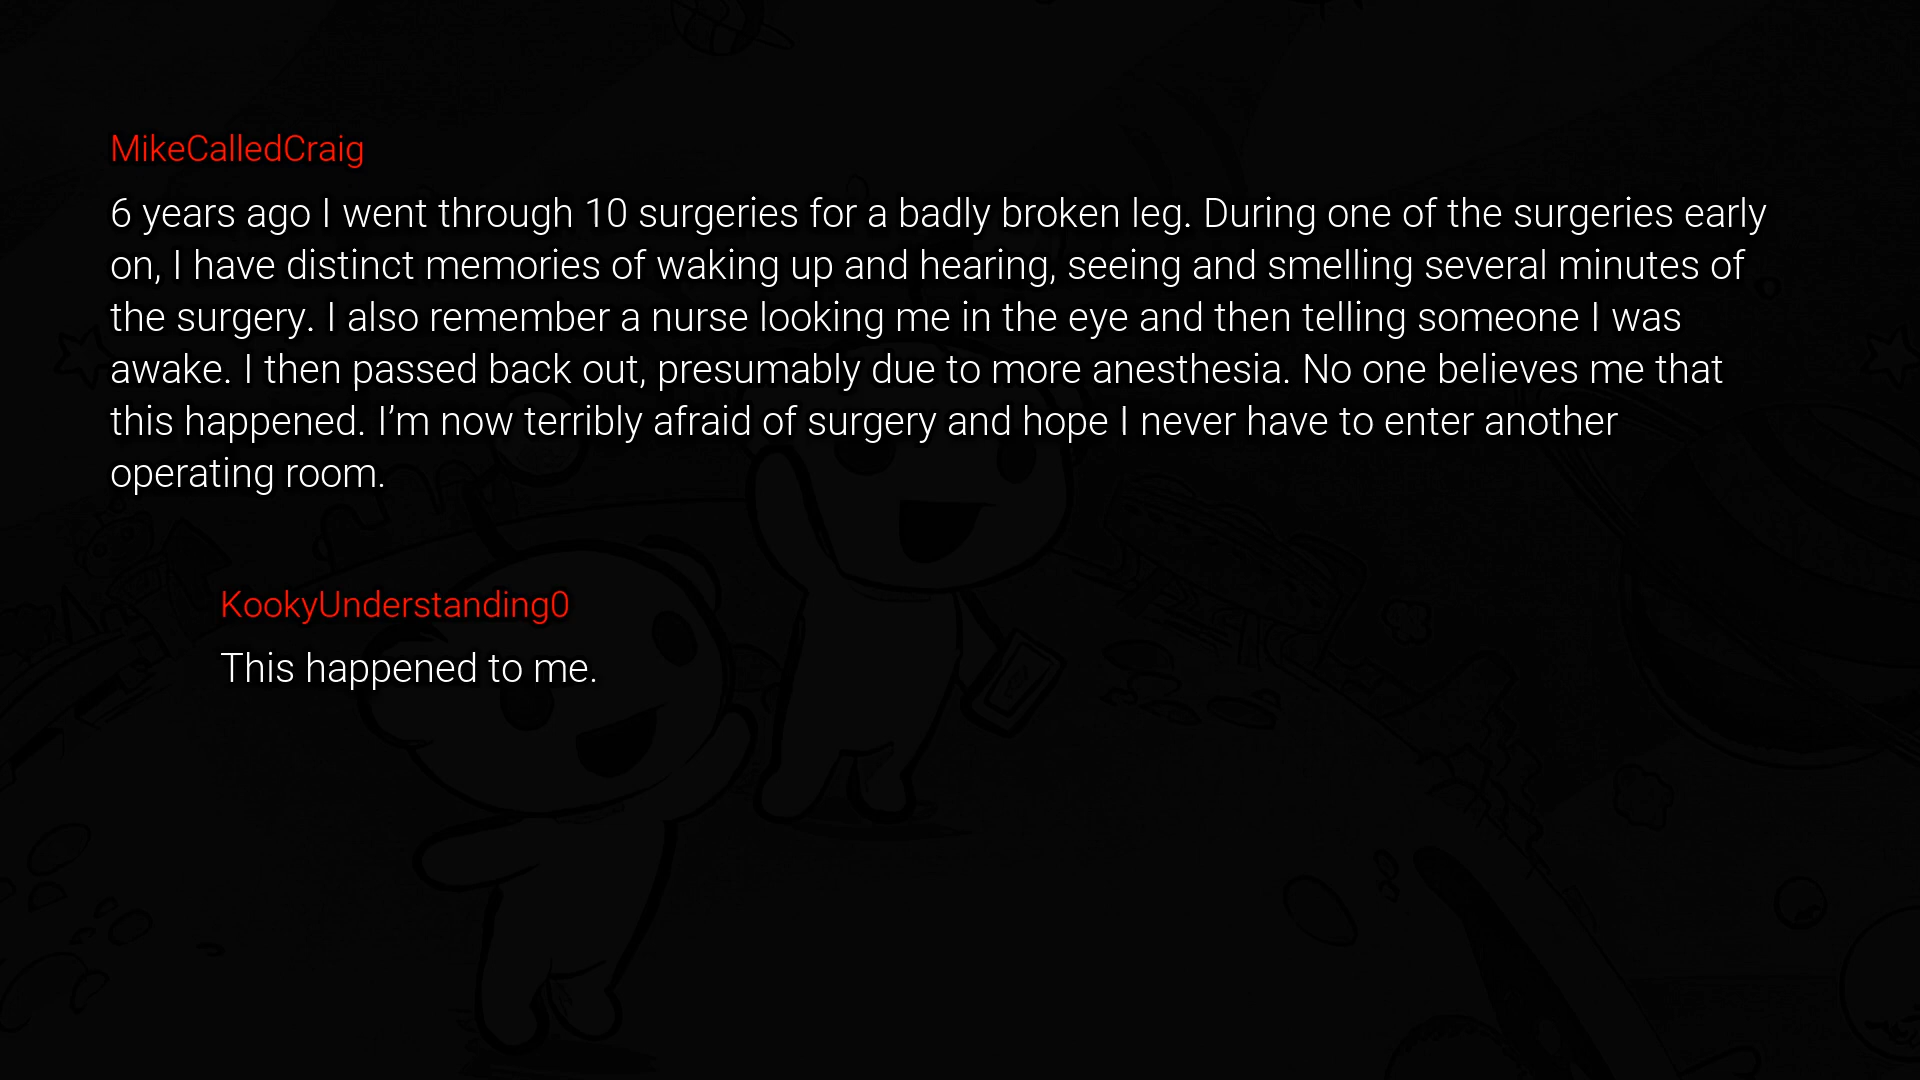 MikeCalledCraig
6 years ago I went through 10 surgeries for a badly broken leg. During one of the surgeries early
on, I have distinct memories of waking up and hearing, seeing and smelling several minutes of
the surgery. I also remember a nurse looking me in the eye and then telling someone I was
awake. I then passed back out, presumably due to more anesthesia. No one believes me that
this happened. I’m now terribly afraid of surgery and hope I never have to enter another
operating room.
KookyUnderstanding0
This happened to me.